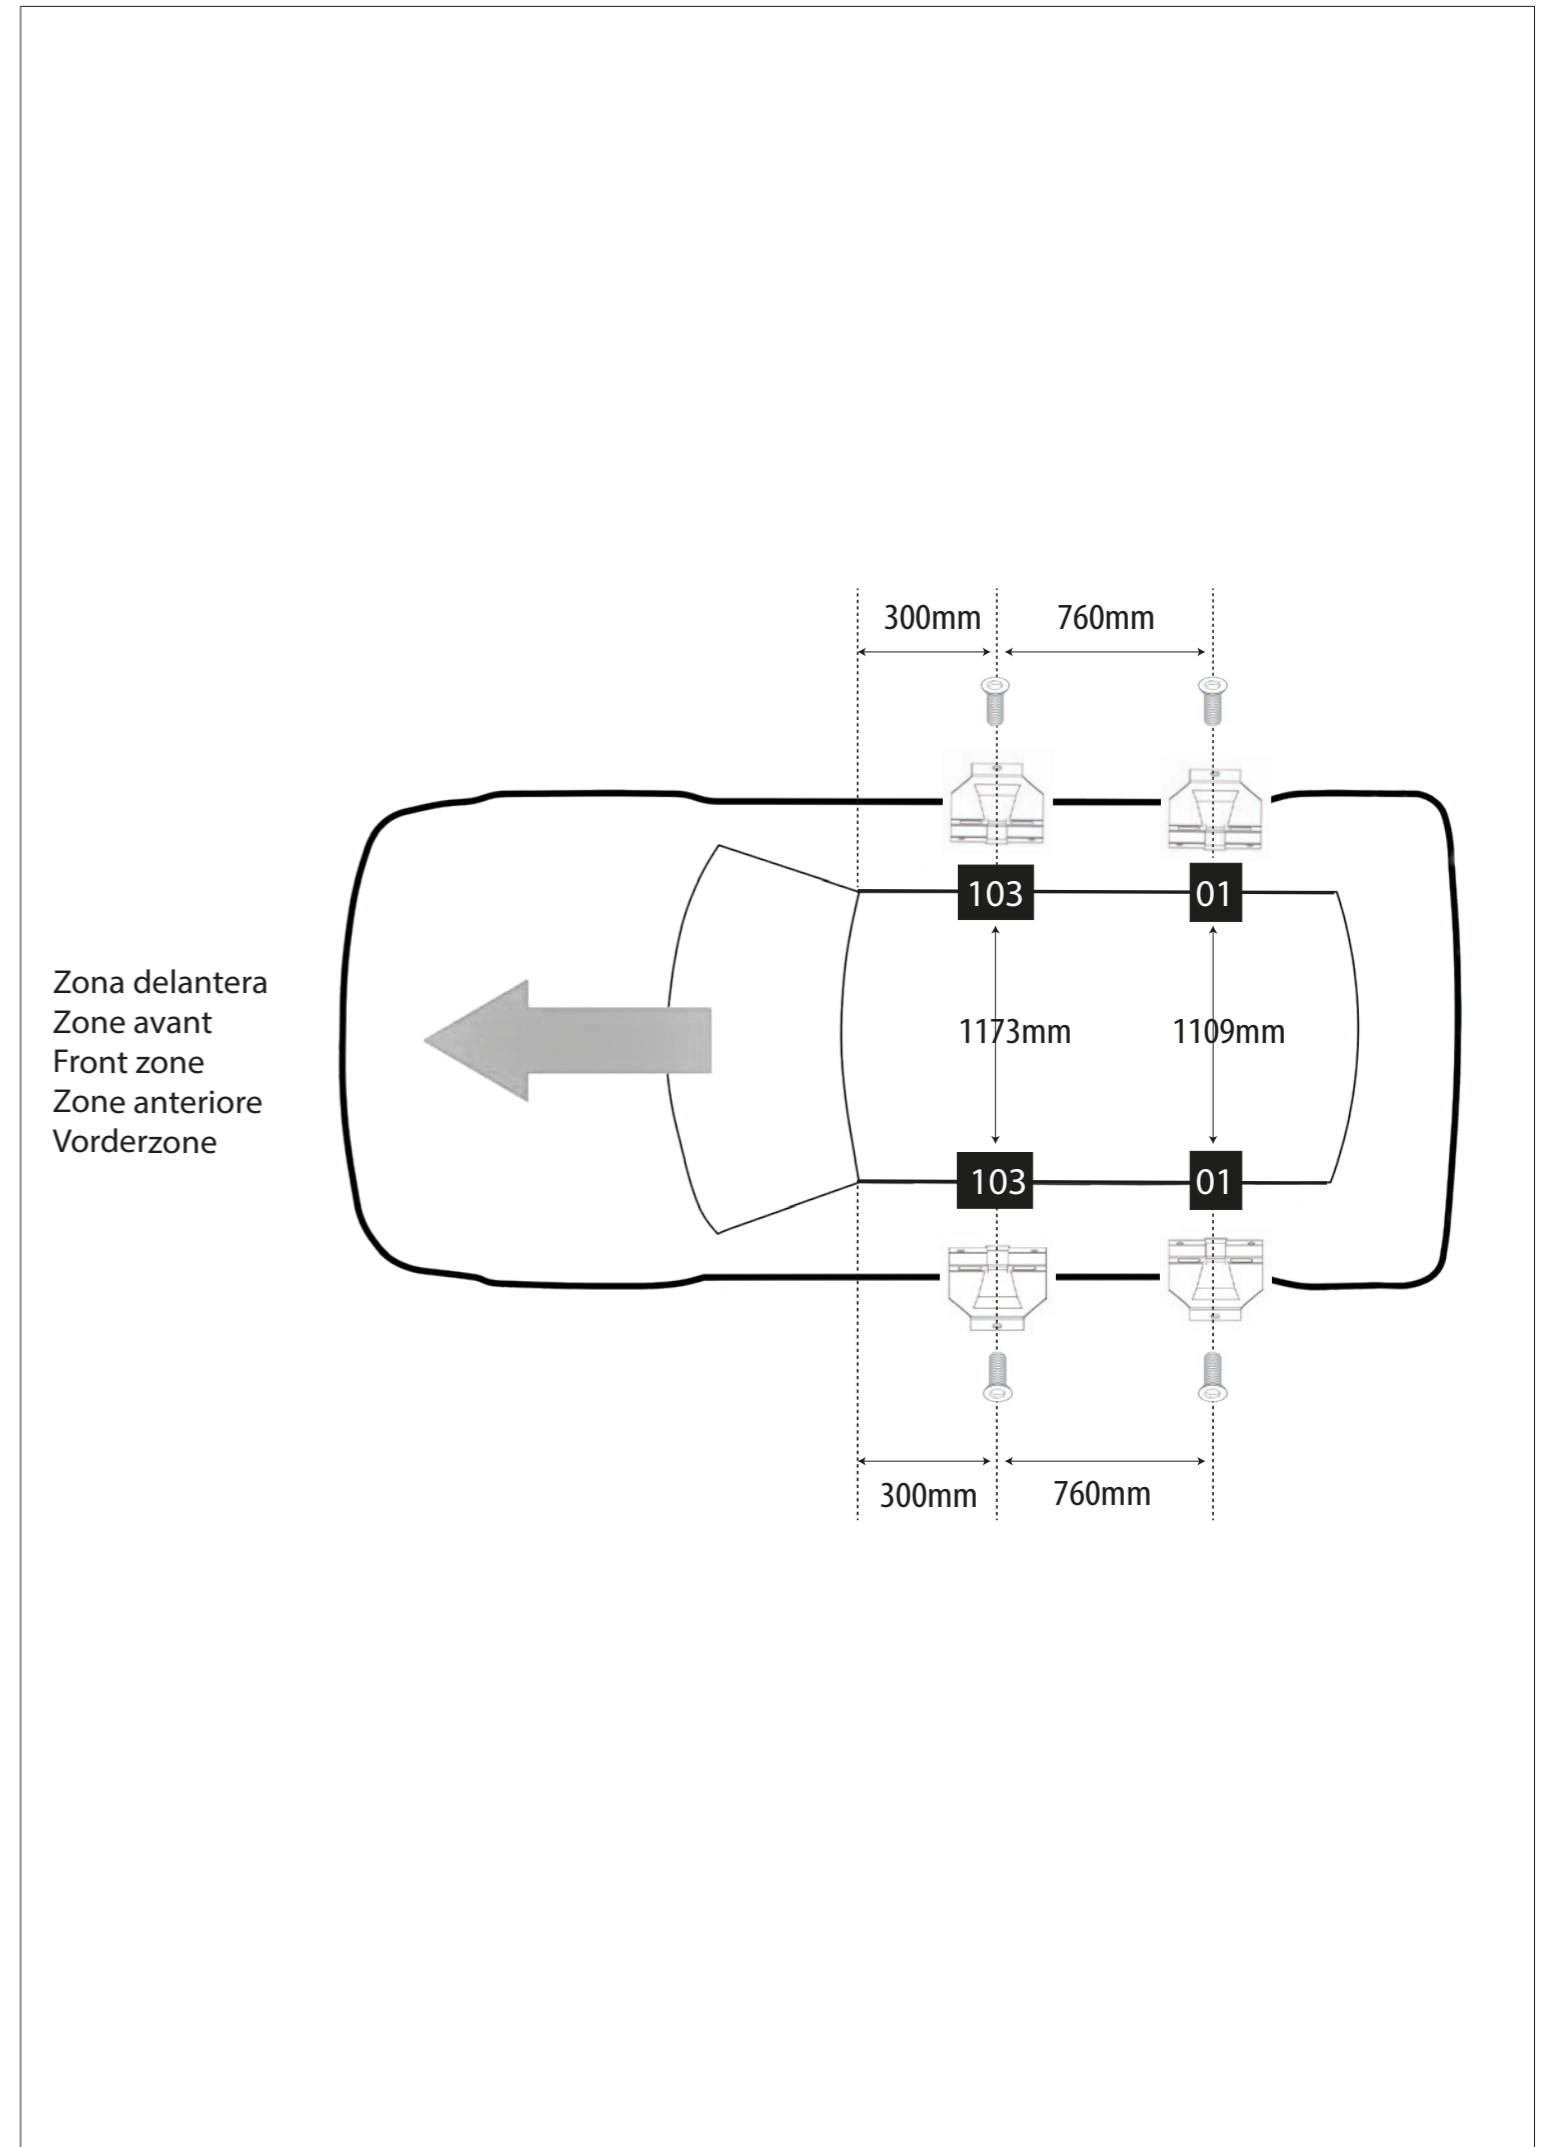 300mm 760mm
103 01
Zona delantera
Zone avant
Front zone
Zone anteriore
Vorderzone
1173mm 1109mm
103 01
300mm 760mm